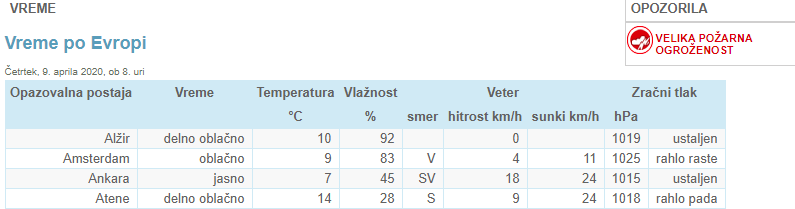 VREME
OPOZORILA
Vreme po Evropi
VELIKA POŽARNA
OGROŽENOST
Četrtek, 9. aprila 2020, ob 8. uri
Opazovalna postaja Vreme Temperatura Vlažnost Veter Zračni tlak
°C % smer hitrost km/h sunki km/h hPa
Alžir delno oblačno 10 92 0 1019 ustaljen
Amsterdam oblačno 9 83 V 4 11 1025 rahlo raste
Ankara jasno 7 45 SV 18 24 1015 ustaljen
Atene delno oblačno 14 28 S 9 24 1018 rahlo pada